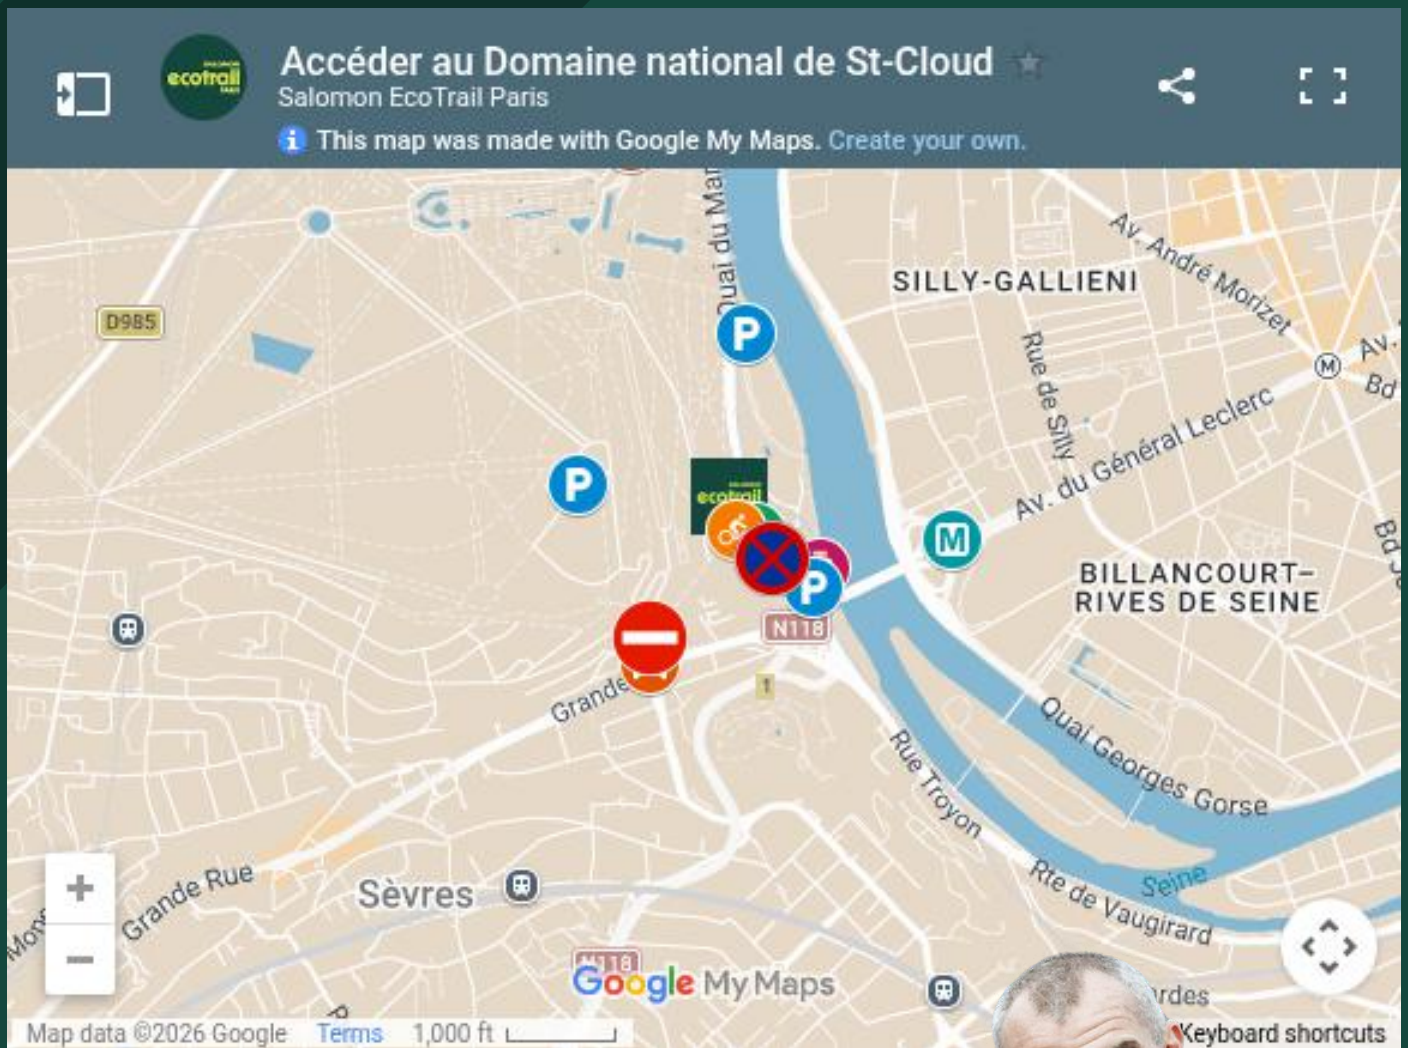 Accéder au Domaine national de St-Cloud
ecotrail
Salomon EcoTrail Paris
This map was made with Google My Maps. Create your own.
Av. André Morizet
SILLY-GALLIENI
D985
P
Rue de Silly
Av.
M
Bd
Av. du Général Leclerc
P
ecotrail
M
BILLANCOURT–
RIVES DE SEINE
P
N118
1
Grande
Quai Georges Gorse
Rue Troyon
Grande Rue
Sèvres
Seine
Rte de Vaugirard
N118
Google My Maps
Map data ©2026 Google Terms 1,000 ft
Keyboard shortcuts